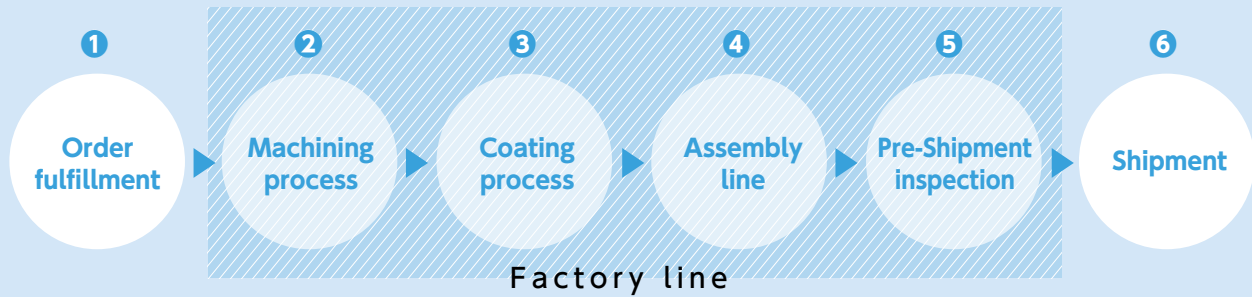 1
Order
fulfillment
2
Machining
process
3
Coating
process
4
Assembly
line
5
Pre-Shipment
inspection
6
Shipment
Factory line